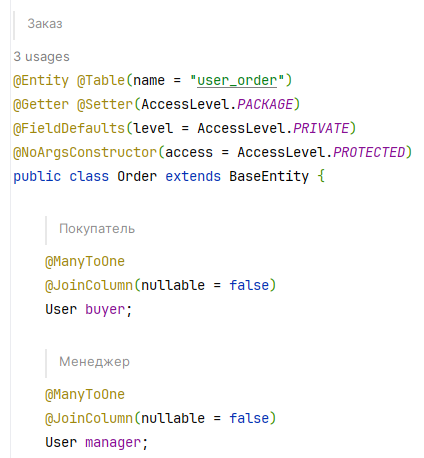 Заказ
3 usages
@Entity @Table(name = "user_order")
@Getter @Setter(AccessLevel.PACKAGE)
@FieldDefaults(level = AccessLevel.PRIVATE)
@NoArgsConstructor(access = AccessLevel.PROTECTED)
public class Order extends BaseEntity {
Покупатель
@ManyToOne
@JoinColumn(nullable = false)
User buyer;
Менеджер
@ManyToOne
@JoinColumn(nullable = false)
User manager;